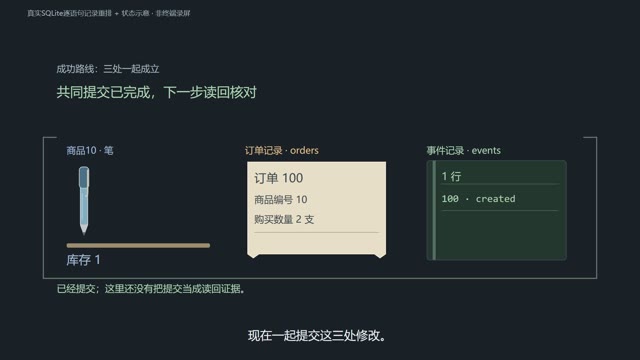 真实SQLite逐语句记录重排 + 状态示意 · 非终端录屏
成功路线：三处一起成立
共同提交已完成，下一步读回核对
商品10 · 笔
库存 1
订单记录 · orders
订单 100
商品编号 10
购买数量 2 支
事件记录 · events
1 行
100 · created
已经提交；这里还没有把提交当成读回证据。
现在一起提交这三处修改。